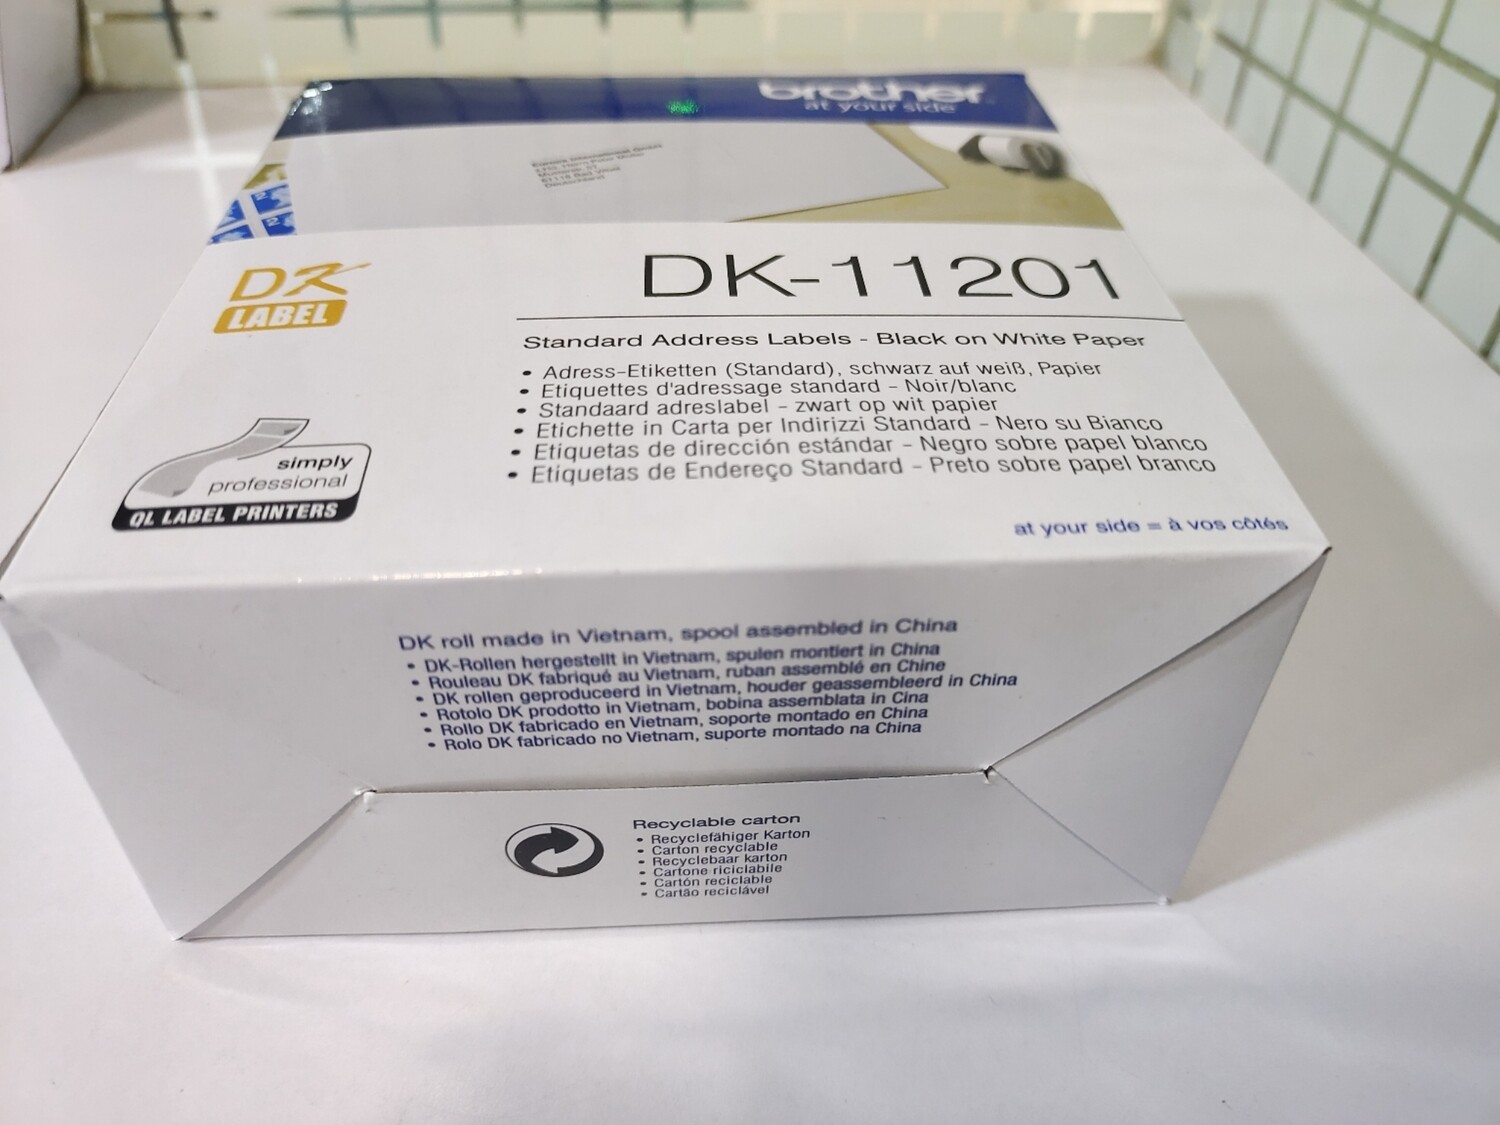 brother
at your side
Deutschland
DK
LABEL
DK-11201
Standard Address Labels - Black on White Paper
• Adress-Etiketten (Standard), schwarz auf weiß, Papier
• Etiquettes d'adressage standard - Noir/blanc
• Standaard adreslabel - zwart op wit papier
• Etichette in Carta per Indirizzi Standard - Nero su Bianco
• Etiquetas de dirección estándar - Negro sobre papel blanco
• Etiquetas de Endereço Standard - Preto sobre papel branco
simply
professional
QL LABEL PRINTERS
at your side = à vos côtés
DK roll made in Vietnam, spool assembled in China
• DK-Rollen hergestellt in Vietnam, spulen montiert in China
• Rouleau DK fabriqué au Vietnam, ruban assemblé en Chine
• DK rollen geproduceerd in Vietnam, houder geassembleerd in China
• Rotolo DK prodotto in Vietnam, bobina assemblata in Cina
• Rollo DK fabricado en Vietnam, soporte montado en China
• Rolo DK fabricado no Vietnam, suporte montado na China
Recyclable carton
• Recyclefähiger Karton
• Carton recyclable
• Recyclebaar karton
• Cartone riciclabile
• Cartón reciclable
• Cartão reciclável